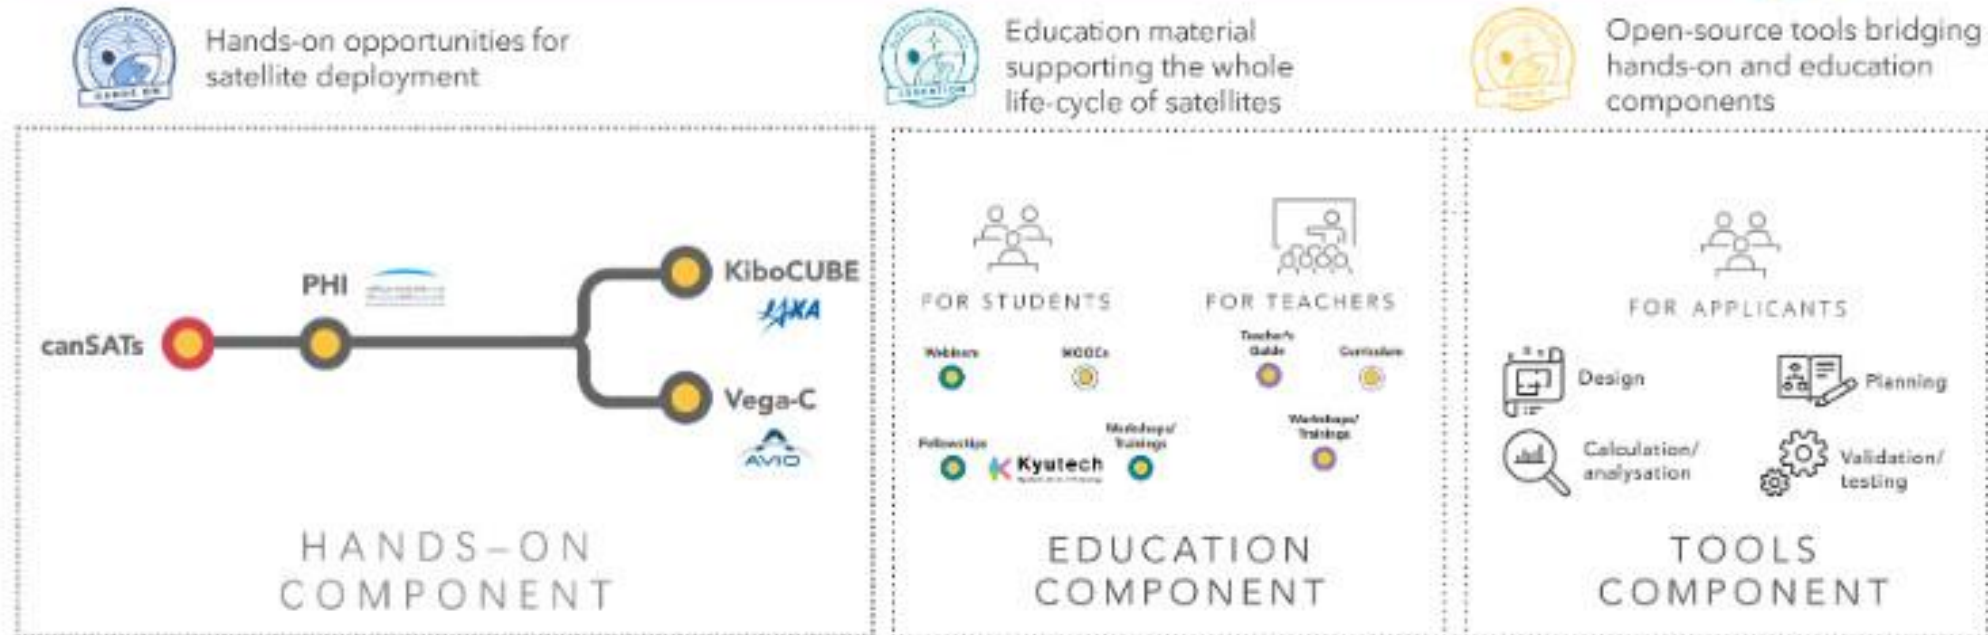 Hands-on opportunities for
satellite deployment
Education material
supporting the whole
life-cycle of satellites
Open-source tools bridging
hands-on and education
components
HANDS ON
EDUCATION
canSATs
PHI
KiboCUBE
JAXA
Vega-C
AVIO
HANDS-ON
COMPONENT
FOR STUDENTS
Webinars
MOOCs
Fellowships
Kyutech
Workshops/
Trainings
FOR TEACHERS
Teacher's
Guide
Curriculum
Workshops/
Trainings
EDUCATION
COMPONENT
FOR APPLICANTS
Design
Planning
Calculation/
analysation
Validation/
testing
TOOLS
COMPONENT